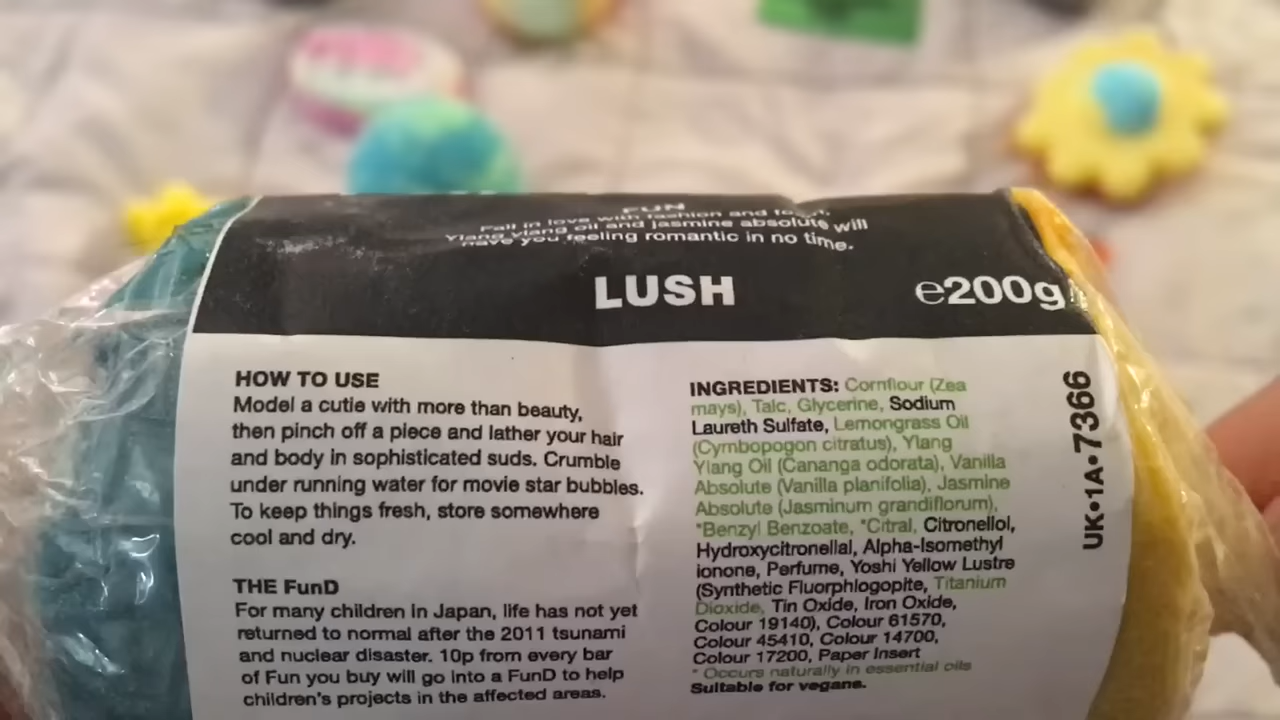 FUN
Fall in love with fashion and
Ylang ylang oil and jasmine absolute will
have you feeling romantic in no time.
LUSH
e200g
HOW TO USE
Model a cutie with more than beauty,
then pinch off a piece and lather your hair
and body in sophisticated suds. Crumble
under running water for movie star bubbles.
To keep things fresh, store somewhere
cool and dry.
THE FunD
For many children in Japan, life has not yet
returned to normal after the 2011 tsunami
and nuclear disaster. 10p from every bar
of Fun you buy will go into a FunD to help
children's projects in the affected areas.
INGREDIENTS: Cornflour (Zea
mays), Talc, Glycerine, Sodium
Laureth Sulfate, Lemongrass Oil
(Cymbopogon citratus), Ylang
Ylang Oil (Cananga odorata), Vanilla
Absolute (Vanilla planifolia), Jasmine
Absolute (Jasminum grandiflorum),
*Benzyl Benzoate, *Citral, Citronellol,
Hydroxycitronellal, Alpha-Isomethyl
ionone, Perfume, Yoshi Yellow Lustre
(Synthetic Fluorphlogopite, Titanium
Dioxide, Tin Oxide, Iron Oxide,
Colour 19140), Colour 61570,
Colour 45410, Colour 14700,
Colour 17200, Paper Insert
* Occurs naturally in essential oils
Suitable for vegans.
UK•1A•7366